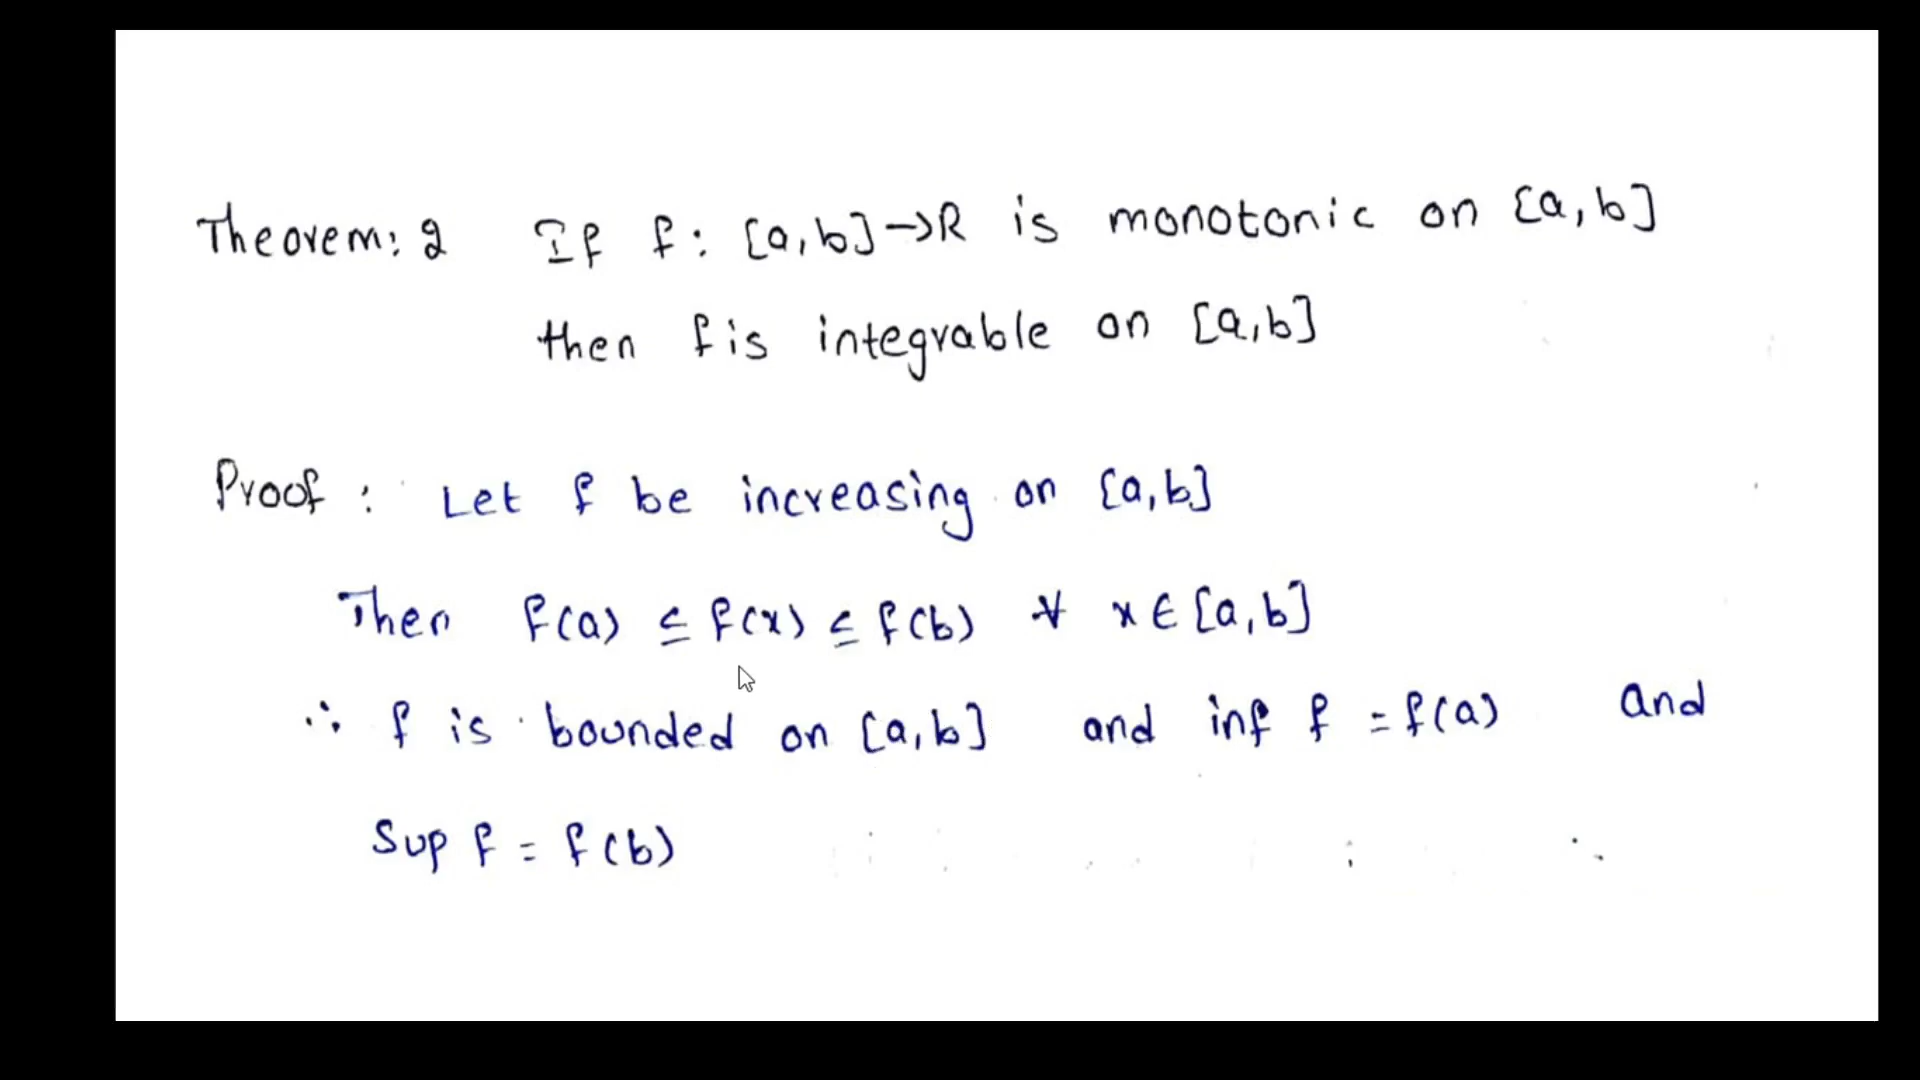 Theorem: 2 If f: [a,b]→R is monotonic on [a,b]
then f is integrable on [a,b]
Proof : Let f be increasing on [a,b]
Then f(a) ≤ f(x) ≤ f(b) ∀ x ∈ [a,b]
∴ f is bounded on [a,b] and inf f = f(a) and
Sup f = f(b)